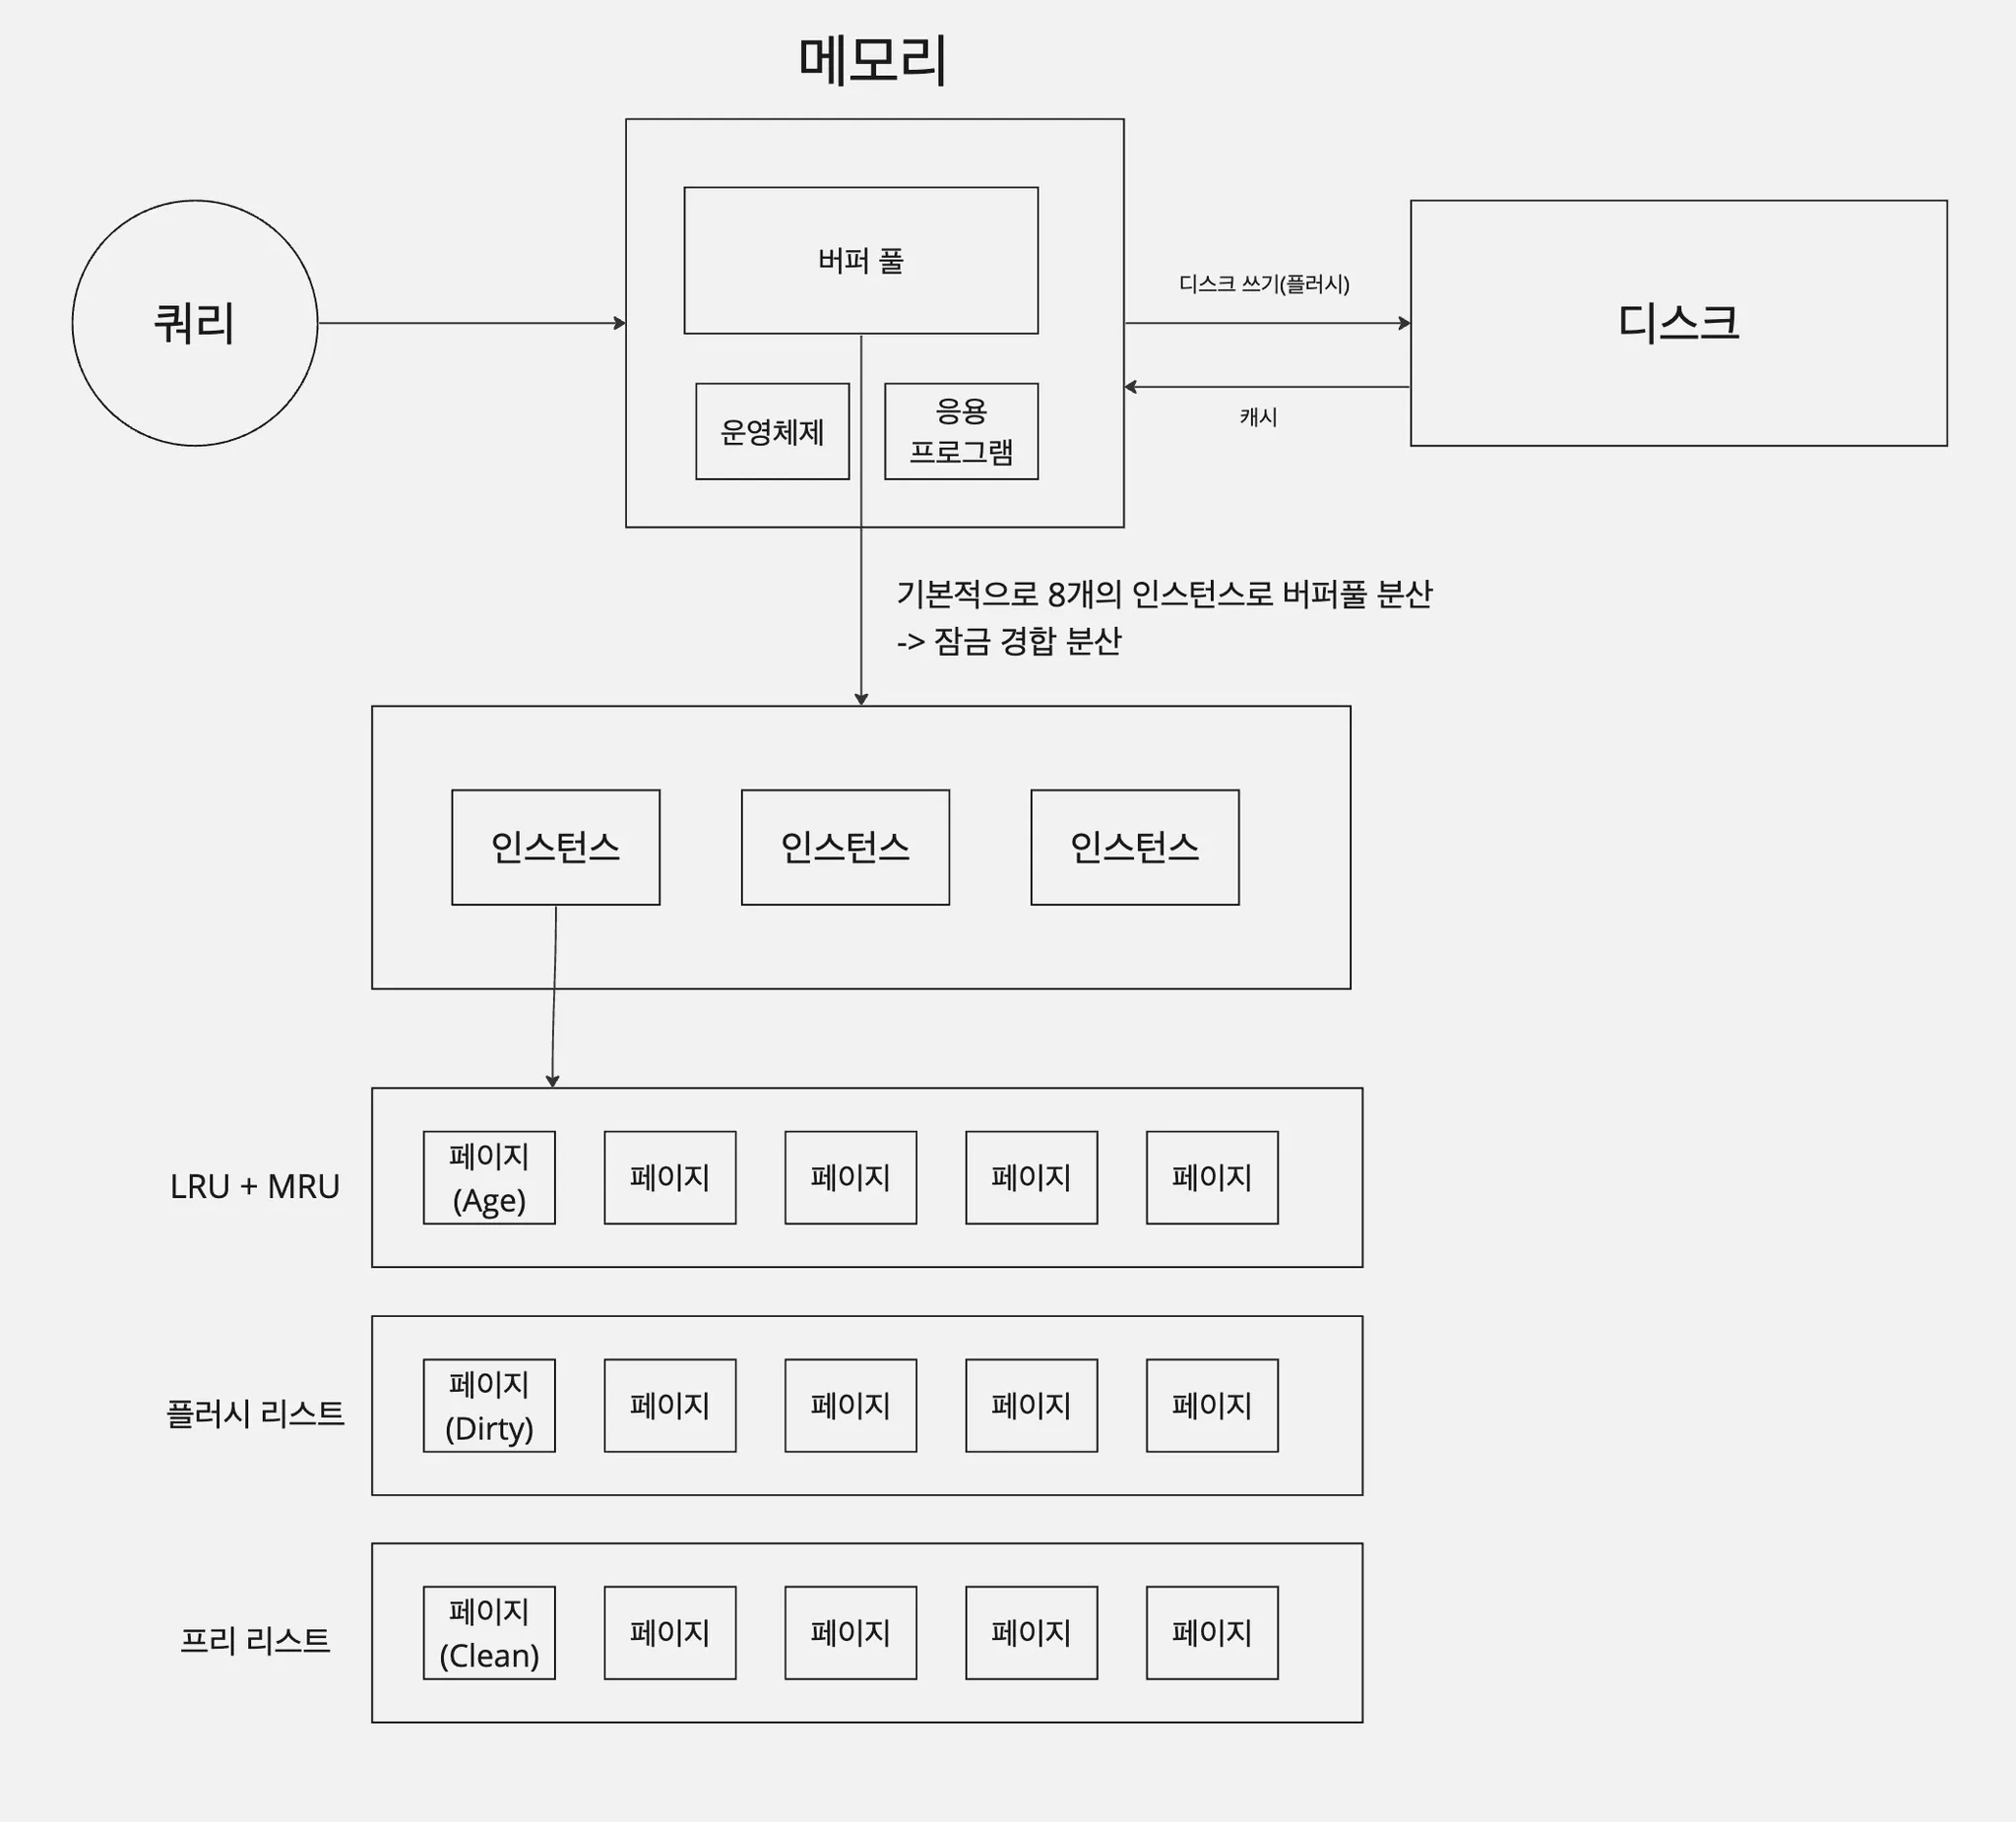 메모리
쿼리
버퍼 풀
운영체제
응용
프로그램
디스크 쓰기(플러시)
캐시
디스크
기본적으로 8개의 인스턴스로 버퍼풀 분산
-> 잠금 경합 분산
인스턴스
인스턴스
인스턴스
LRU + MRU
페이지
(Age)
페이지
페이지
페이지
페이지
플러시 리스트
페이지
(Dirty)
페이지
페이지
페이지
페이지
프리 리스트
페이지
(Clean)
페이지
페이지
페이지
페이지